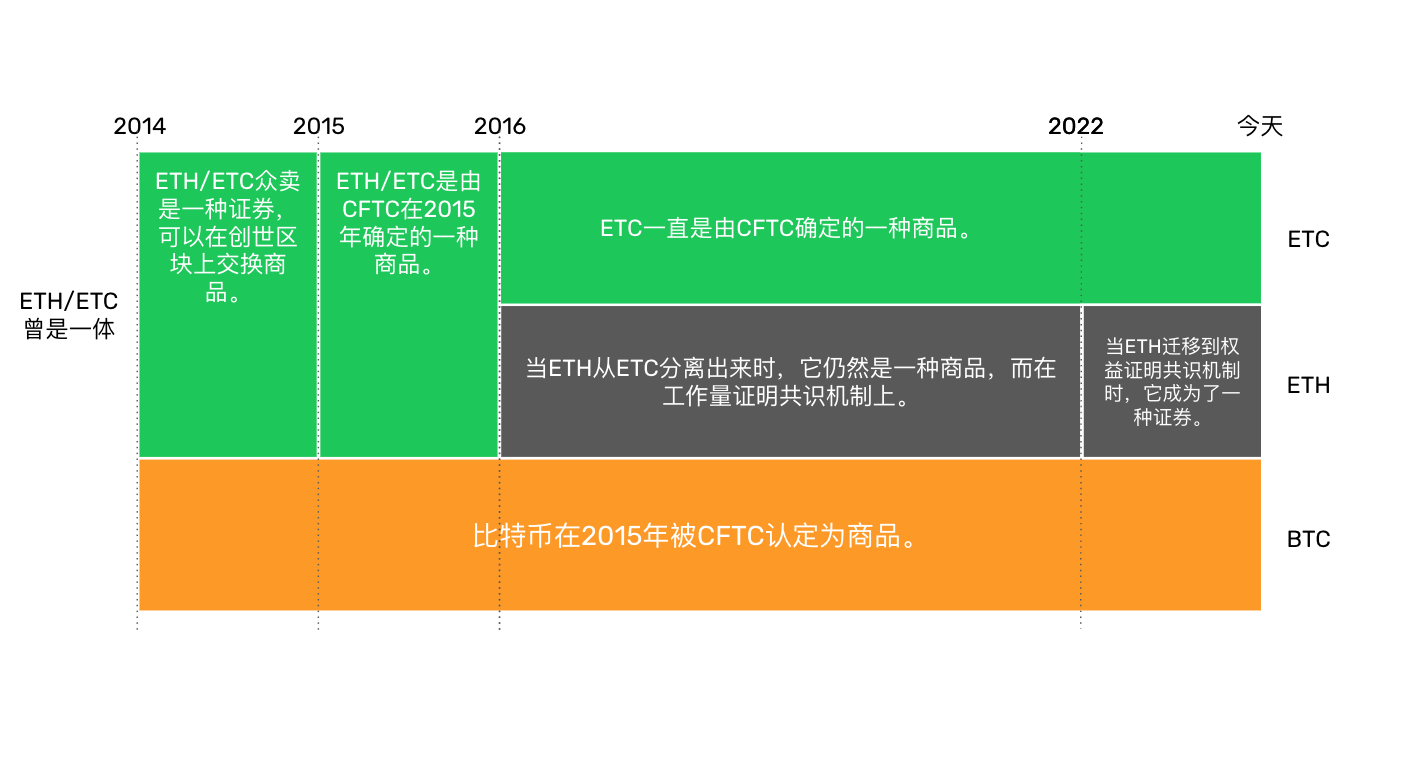 2014
2015
2016
2022
今天
ETH/ETC众卖
是一种证券，
可以在创世区
块上交换商
品。
ETH/ETC是由
CFTC在2015
年确定的一种
商品。
ETC一直是由CFTC确定的一种商品。
ETC
ETH/ETC
曾是一体
当ETH从ETC分离出来时，它仍然是一种商品，而在
工作量证明共识机制上。
当ETH迁移到权
益证明共识机制
时，它成为了一
种证券。
ETH
比特币在2015年被CFTC认定为商品。
BTC